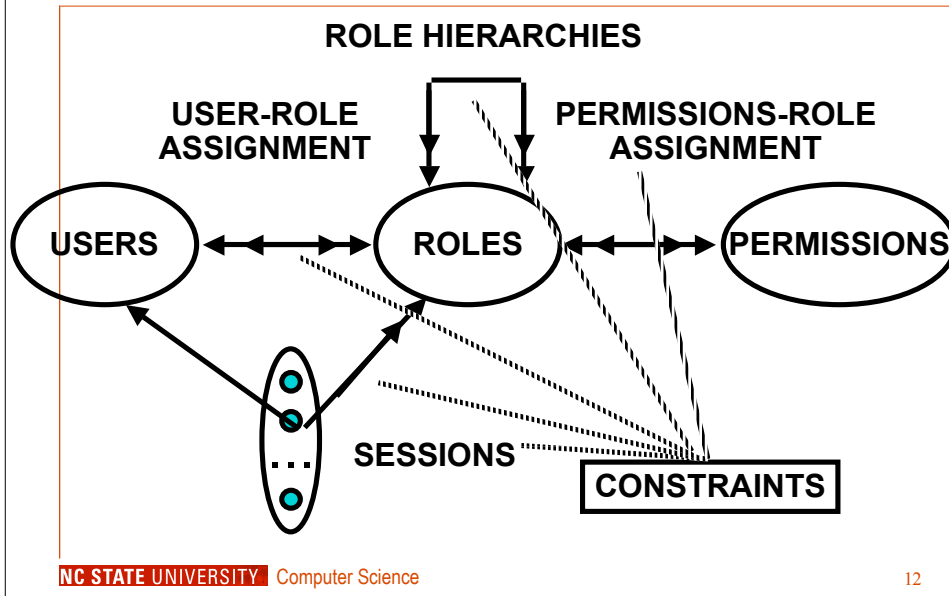 ROLE HIERARCHIES
USER-ROLE
ASSIGNMENT
PERMISSIONS-ROLE
ASSIGNMENT
USERS
ROLES
PERMISSIONS
...
SESSIONS
CONSTRAINTS
NC STATE UNIVERSITY Computer Science
12